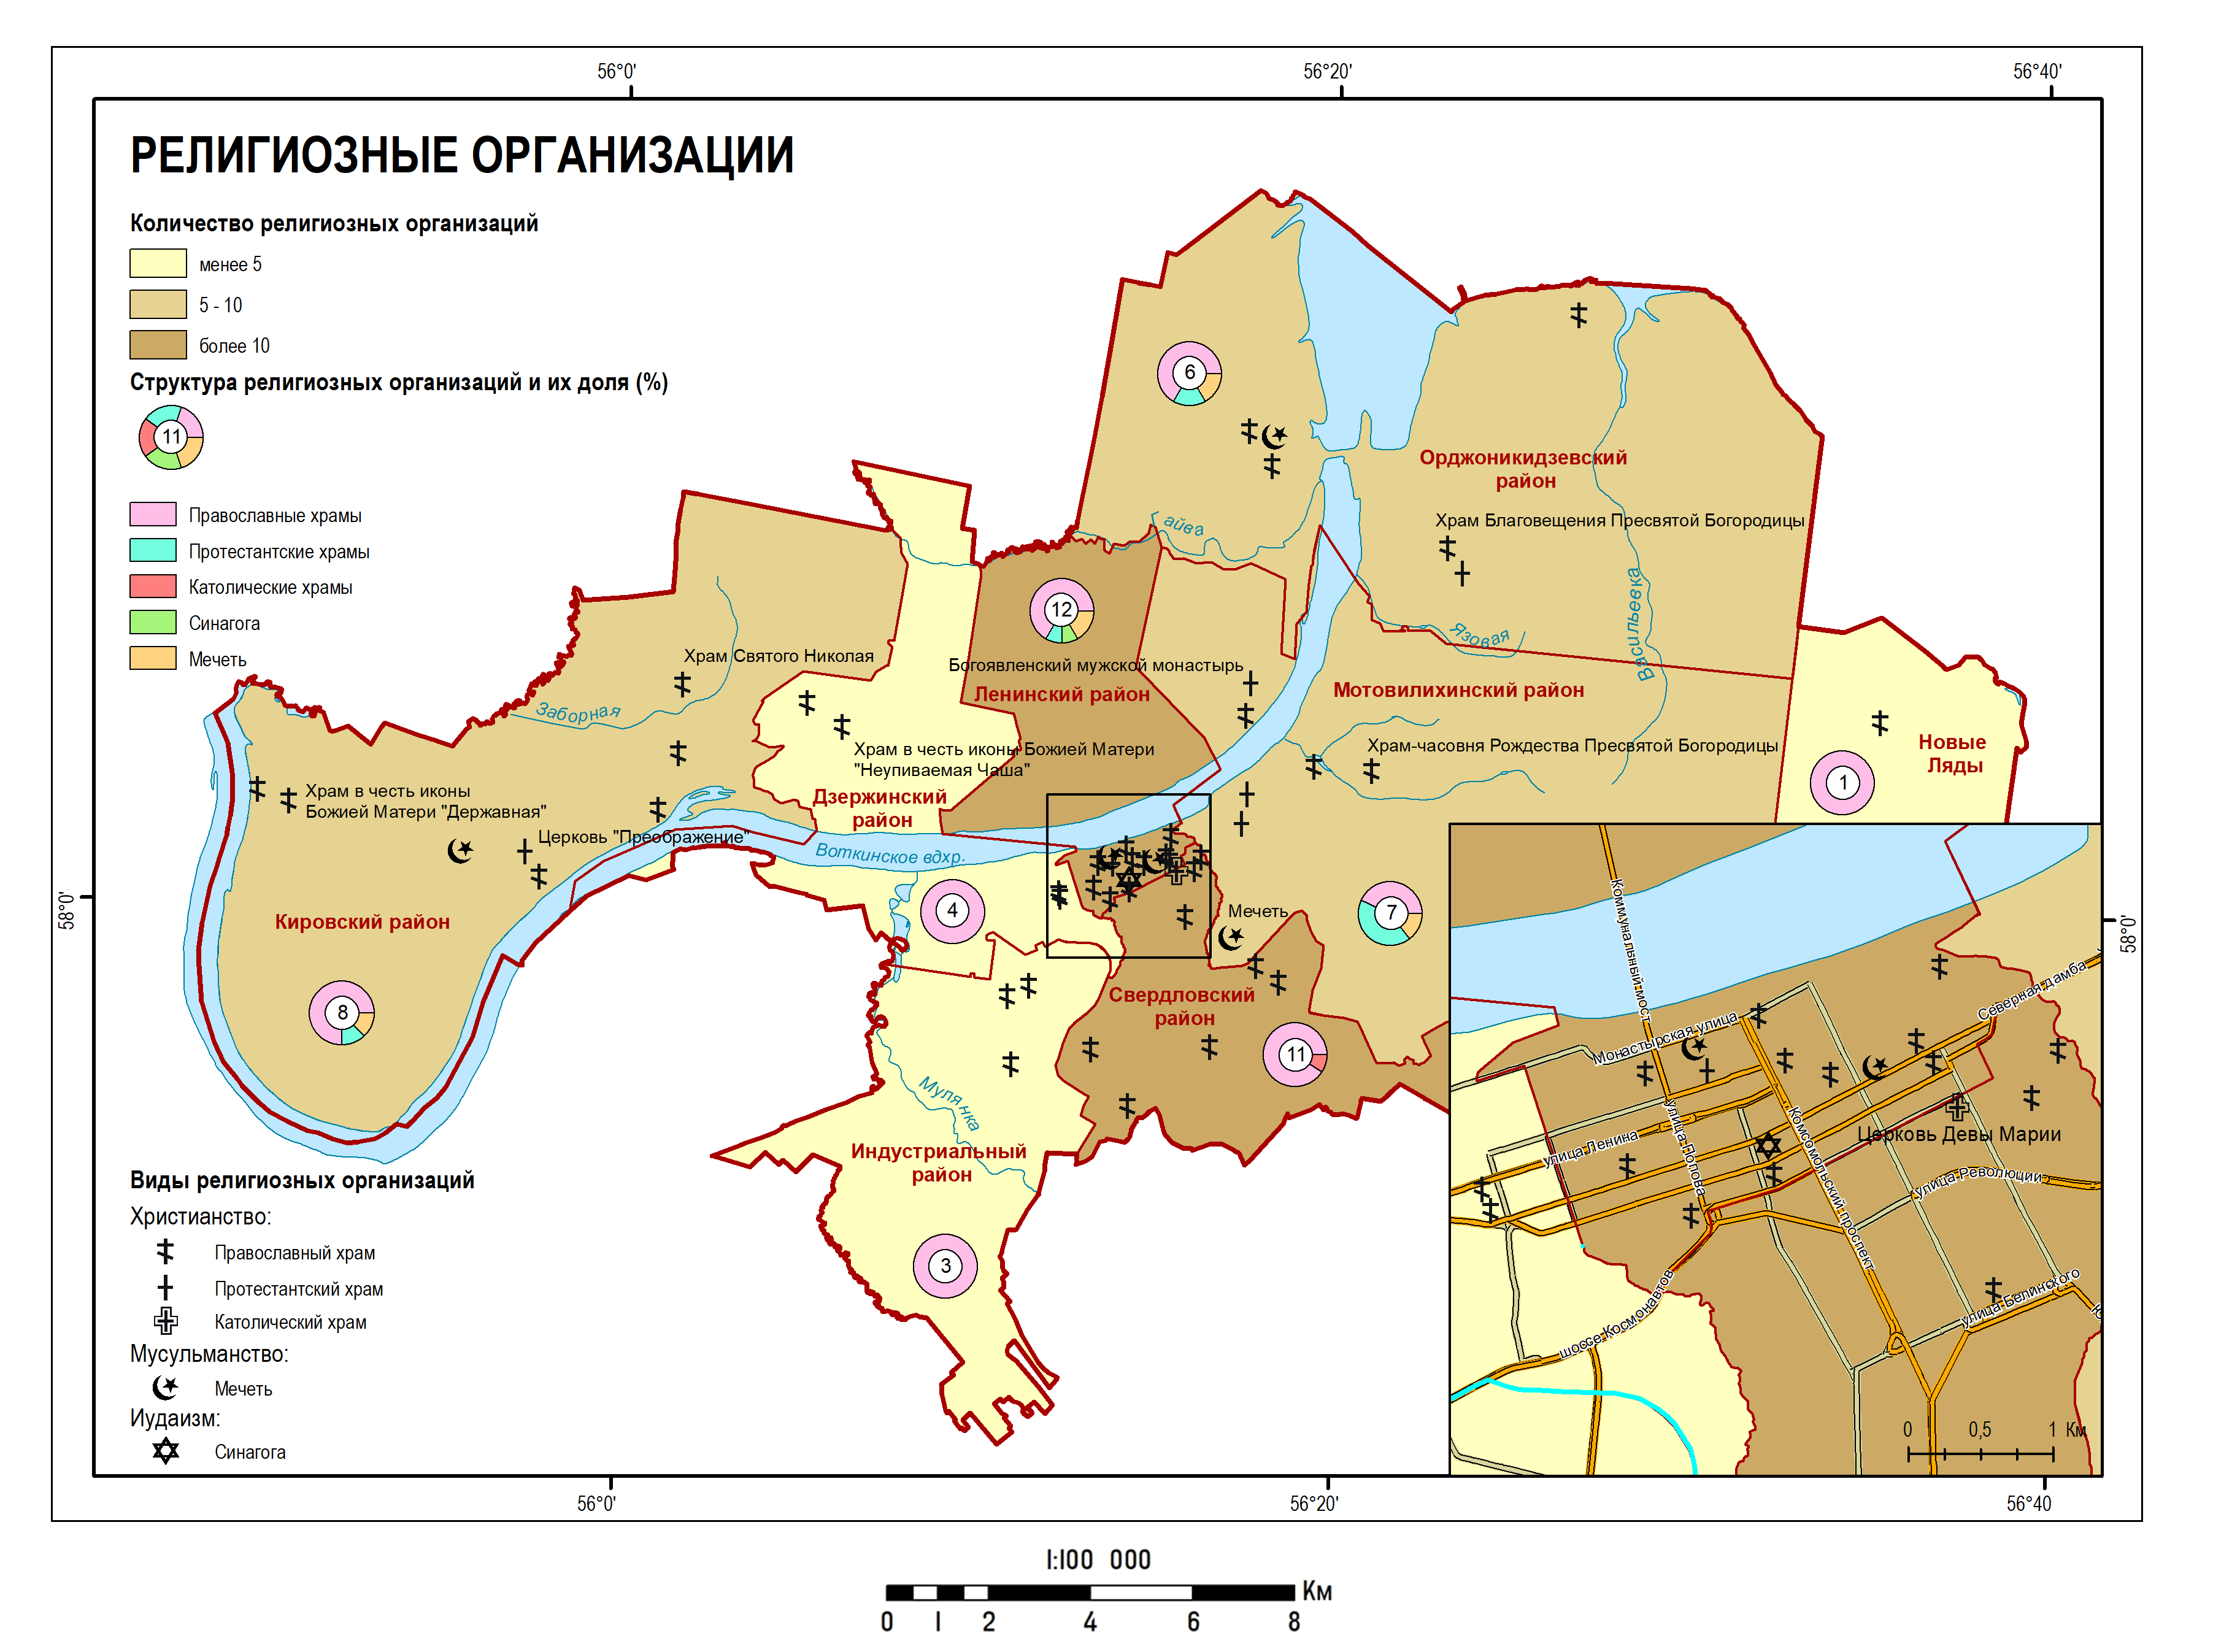 56°0'
56°20'
56°40'
РЕЛИГИОЗНЫЕ ОРГАНИЗАЦИИ
Количество религиозных организаций
менее 5
5 - 10
более 10
Структура религиозных организаций и их доля (%)
11
Православные храмы
Протестантские храмы
Католические храмы
Синагога
Мечеть
6
Орджоникидзевский
район
Гайва
Храм Благовещения Пресвятой Богородицы
Васильевка
12
Язовая
Храм Святого Николая
Богоявленский мужской монастырь
Ленинский район
Мотовилихинский район
Заборная
Храм в честь иконы Божией Матери
"Неупиваемая Чаша"
Храм-часовня Рождества Пресвятой Богородицы
Новые
Ляды
1
Храм в честь иконы
Божией Матери "Державная"
Дзержинский
район
Церковь "Преображение"
Воткинское вдхр.
58°0'
58°0'
Кировский район
4
Мечеть
7
8
Свердловский
район
11
Мулянка
Индустриальный
район
3
Коммунальный мост
Северная дамба
Монастырская улица
улица Ленина
улица Попова
Комсомольский проспект
Церковь Девы Марии
улица Революции
улица Белинского
шоссе Космонавтов
0 0,5 1 Км
Виды религиозных организаций
Христианство:
Православный храм
Протестантский храм
Католический храм
Мусульманство:
Мечеть
Иудаизм:
Синагога
56°0'
56°20'
56°40
1:100 000
0 1 2 4 6 8 Км